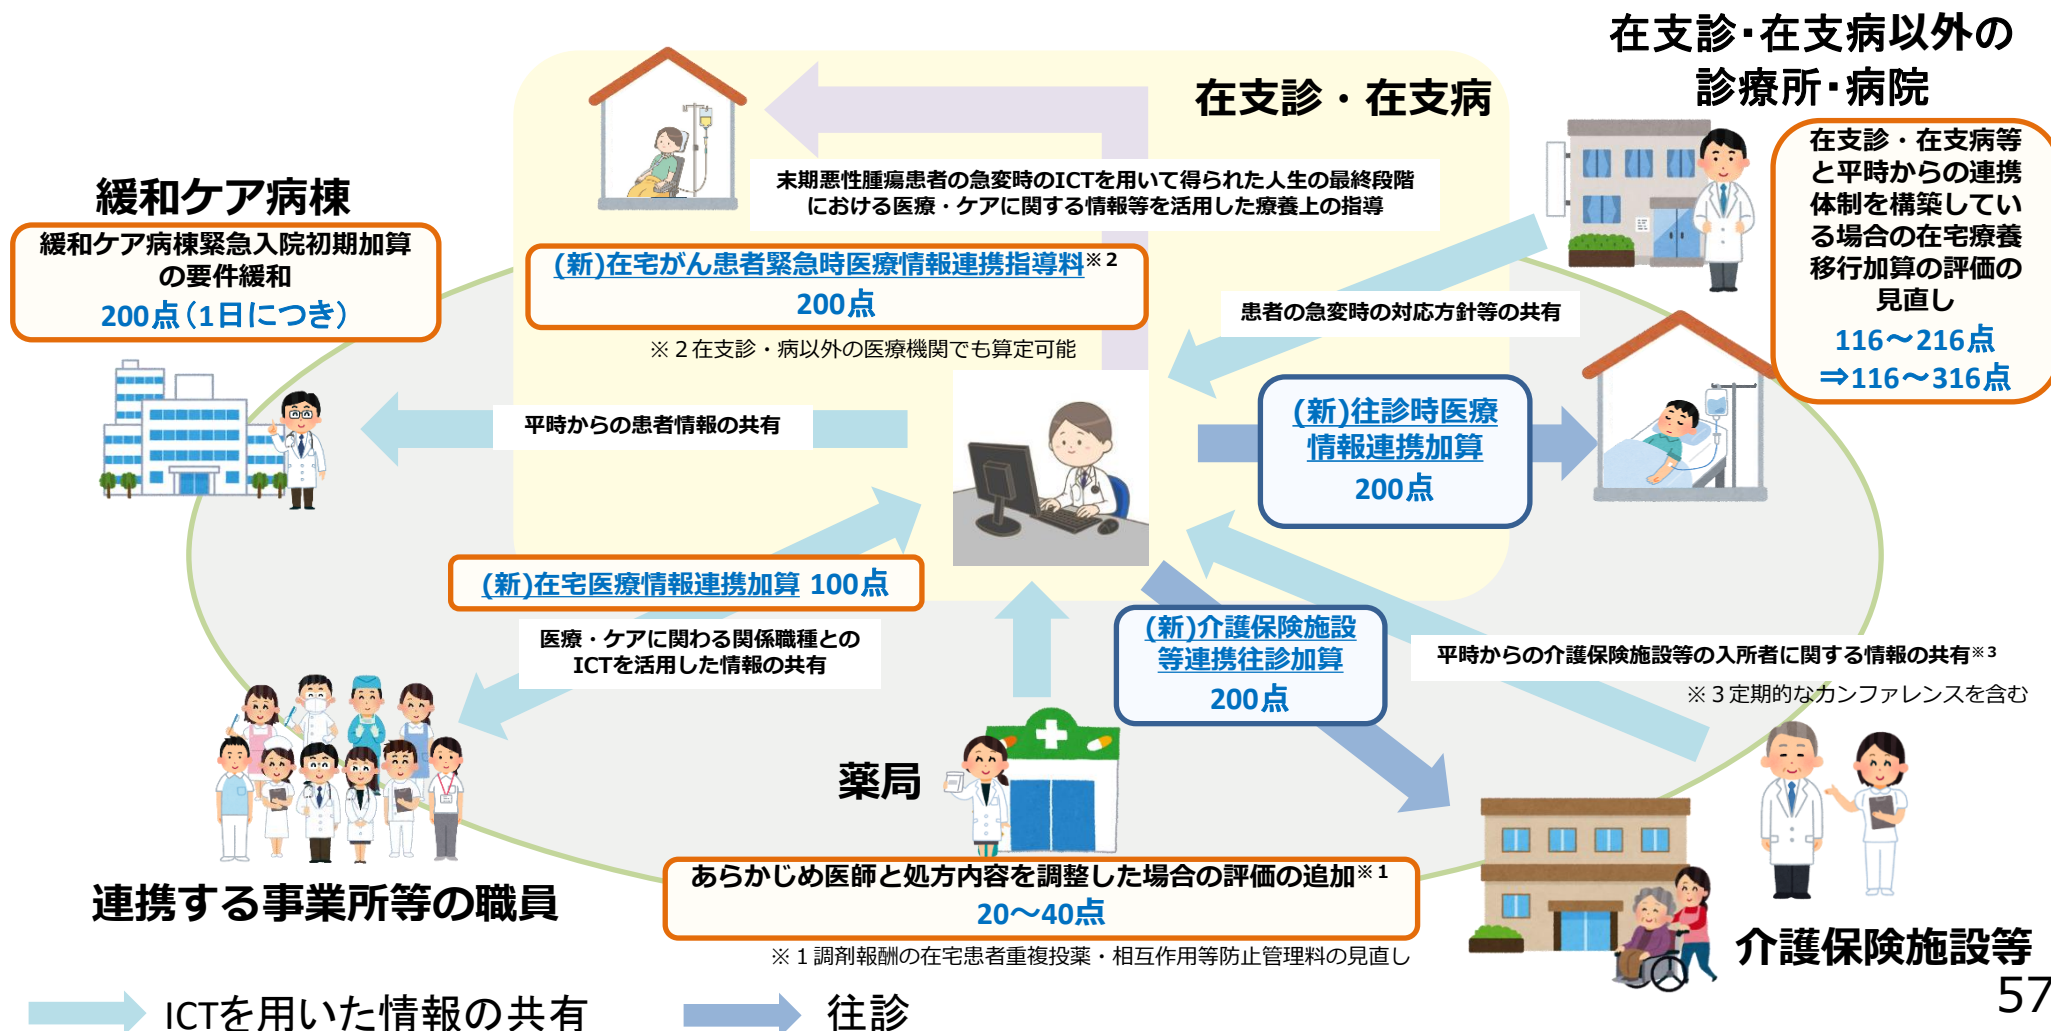 在支診・在支病以外の
診療所・病院
在支診・在支病
在支診・在支病等
と平時からの連携
体制を構築してい
る場合の在宅療養
移行加算の評価の
見直し
116~216点
⇒116~316点
末期悪性腫瘍患者の急変時のICTを用いて得られた人生の最終段階
における医療・ケアに関する情報等を活用した療養上の指導
緩和ケア病棟
緩和ケア病棟緊急入院初期加算
の要件緩和
200点(1日につき)
(新)在宅がん患者緊急時医療情報連携指導料※2
200点
※2在支診・病以外の医療機関でも算定可能
患者の急変時の対応方針等の共有
平時からの患者情報の共有
(新)往診時医療
情報連携加算
200点
(新)在宅医療情報連携加算 100点
医療・ケアに関わる関係職種との
ICTを活用した情報の共有
(新)介護保険施設
等連携往診加算
200点
平時からの介護保険施設等の入所者に関する情報の共有※3
※3定期的なカンファレンスを含む
薬局
連携する事業所等の職員
あらかじめ医師と処方内容を調整した場合の評価の追加※1
20~40点
※1調剤報酬の在宅患者重複投薬・相互作用等防止管理料の見直し
介護保険施設等
57
ICTを用いた情報の共有
往診